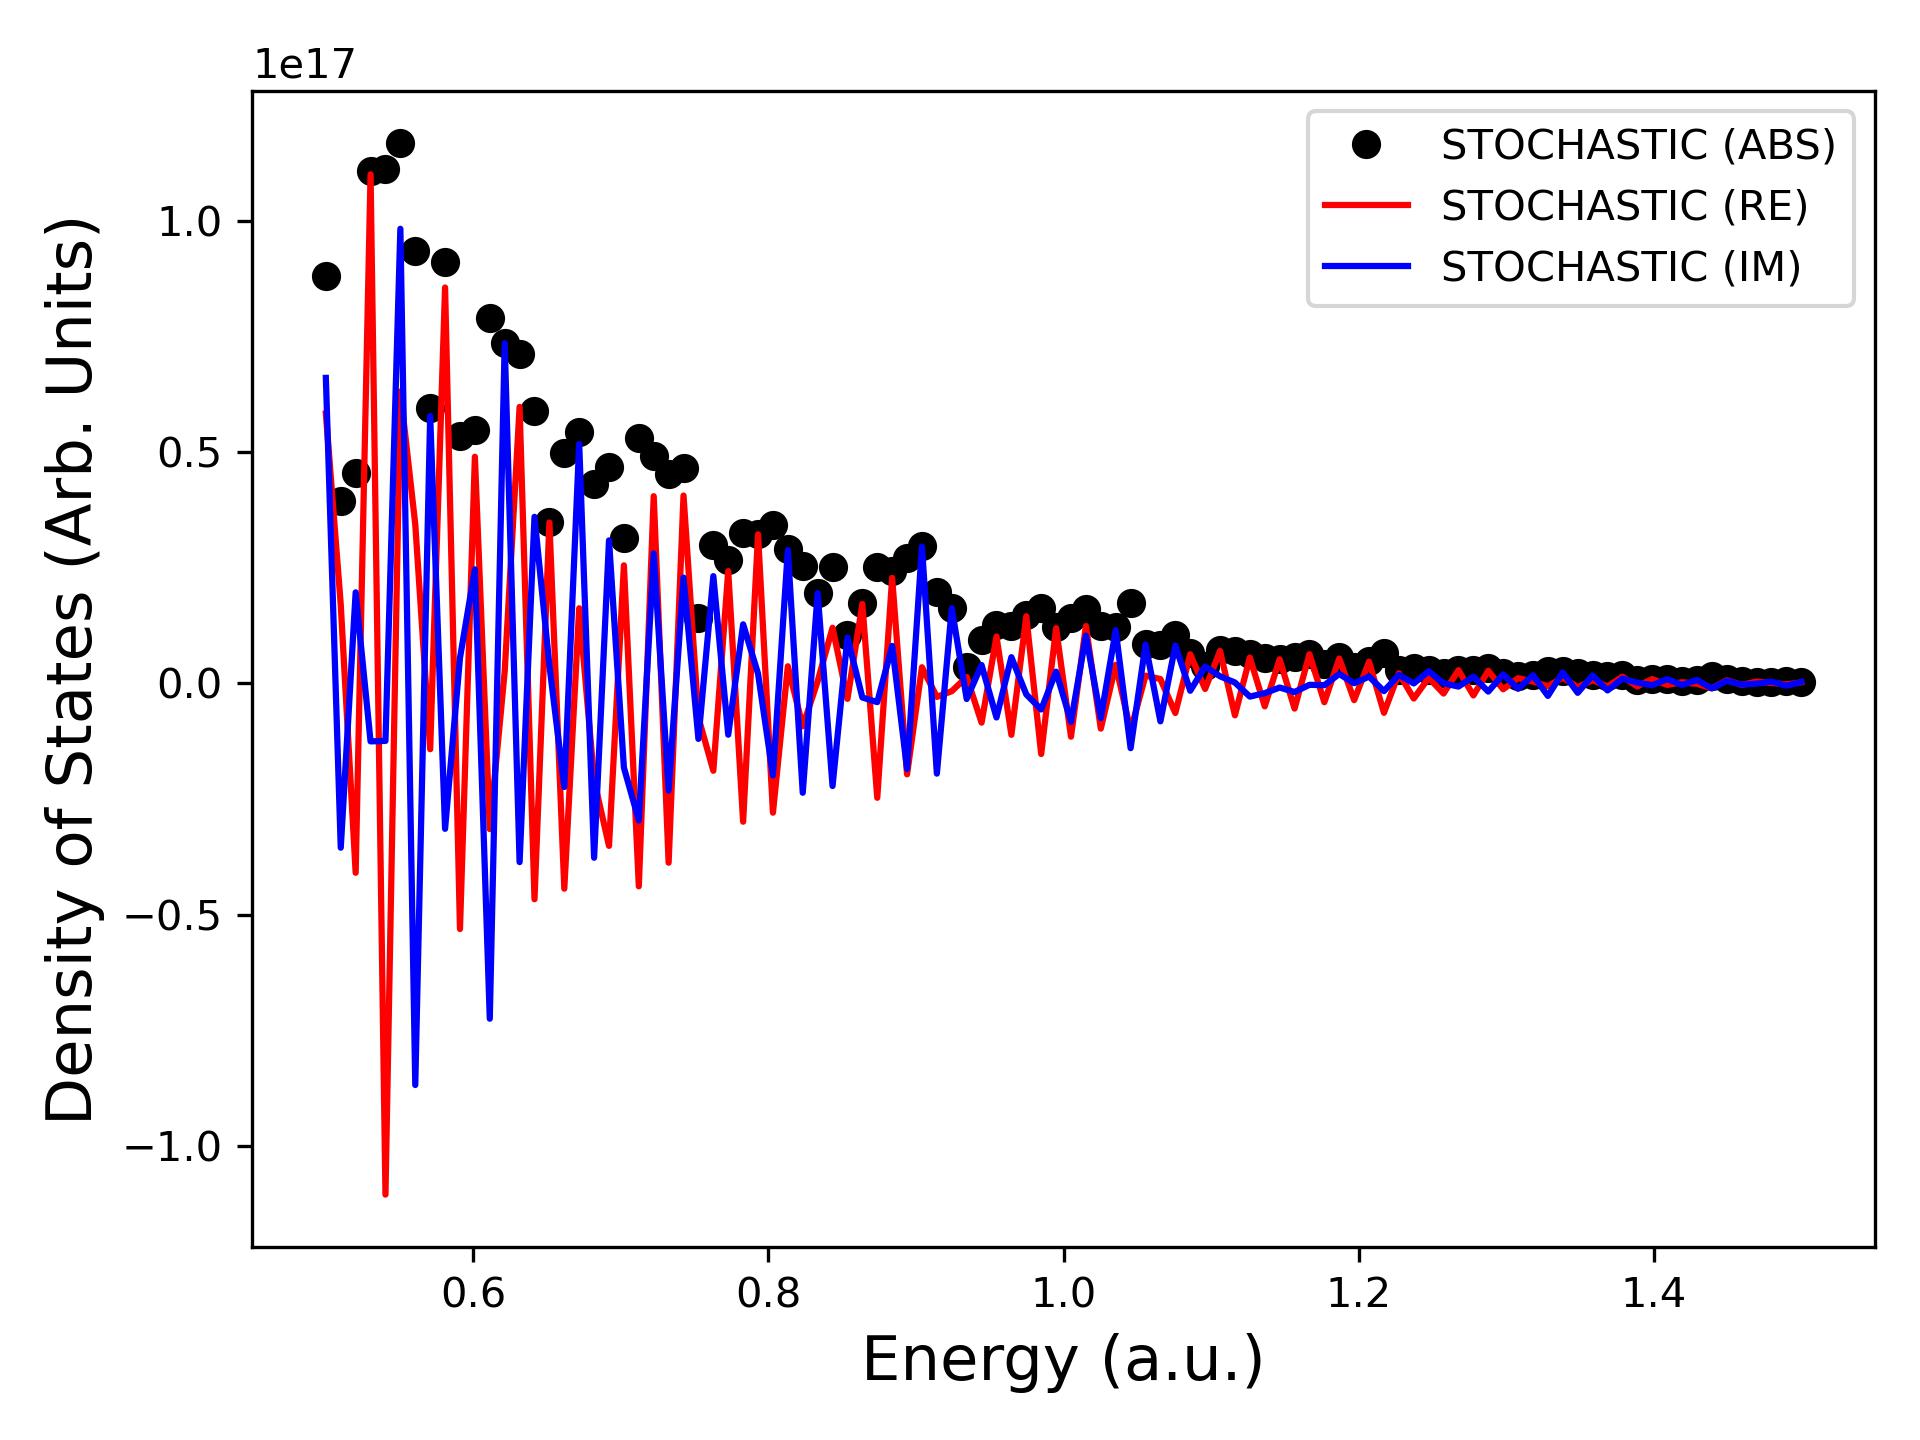 1e17
STOCHASTIC (ABS)
STOCHASTIC (RE)
STOCHASTIC (IM)
Density of States (Arb. Units)
1.0
0.5
0.0
−0.5
−1.0
0.6 0.8 1.0 1.2 1.4
Energy (a.u.)